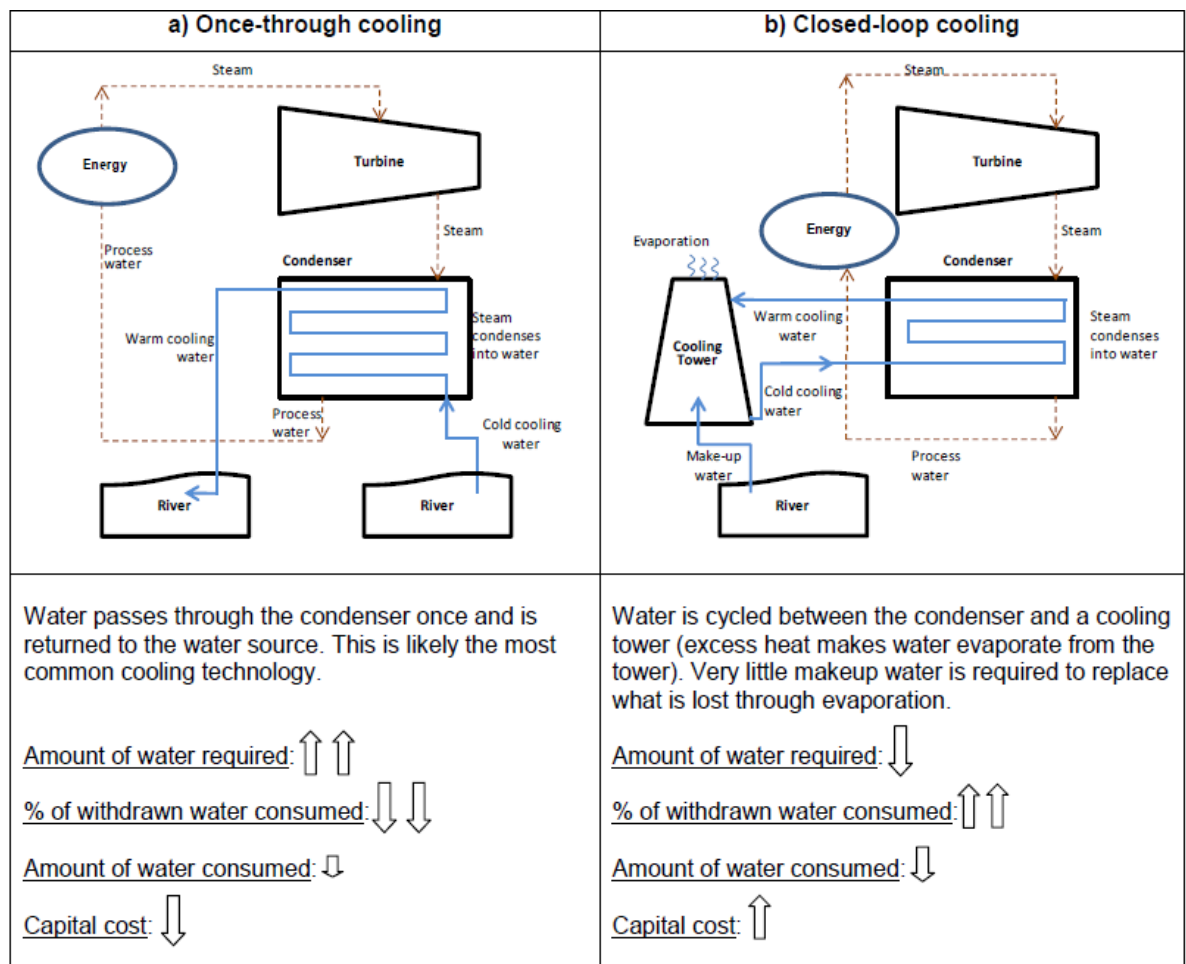 a) Once-through cooling
Steam
Energy
Turbine
Process
water
Steam
Condenser
Warm cooling
water
Steam
condenses
into water
Process
water
Cold cooling
water
River
River
Water passes through the condenser once and is
returned to the water source. This is likely the most
common cooling technology.
Amount of water required:
% of withdrawn water consumed:
Amount of water consumed:
Capital cost:
b) Closed-loop cooling
Steam
Turbine
Energy
Evaporation
Steam
Condenser
Warm cooling
water
Steam
condenses
into water
Cooling
Tower
Cold cooling
water
Make-up
water
Process
water
River
Water is cycled between the condenser and a cooling
tower (excess heat makes water evaporate from the
tower). Very little makeup water is required to replace
what is lost through evaporation.
Amount of water required:
% of withdrawn water consumed:
Amount of water consumed:
Capital cost: